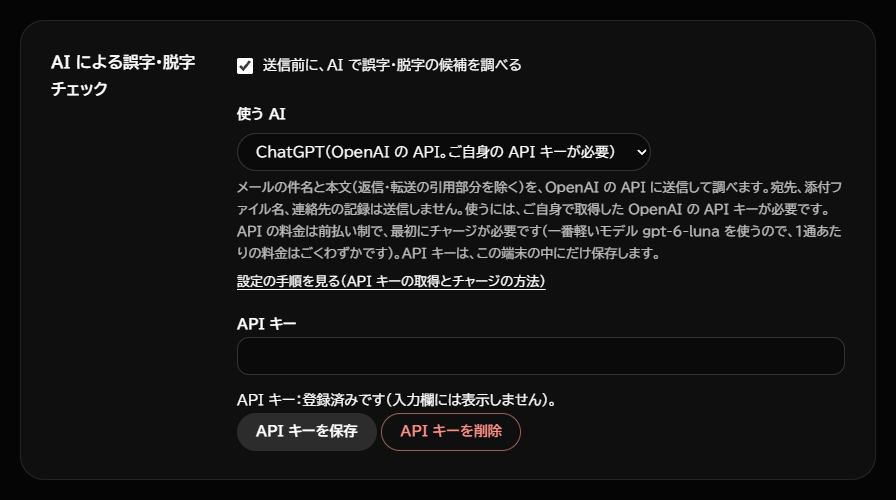 AI による誤字・脱字
チェック
送信前に、AI で誤字・脱字の候補を調べる
使う AI
ChatGPT(OpenAI の API。ご自身の API キーが必要)
メールの件名と本文(返信・転送の引用部分を除く)を、OpenAI の API に送信して調べます。宛先、添付フ
ァイル名、連絡先の記録は送信しません。使うには、ご自身で取得した OpenAI の API キーが必要です。
API の料金は前払い制で、最初にチャージが必要です(一番軽いモデル gpt-6-luna を使うので、1通あた
りの料金はごくわずかです)。API キーは、この端末の中にだけ保存します。
設定の手順を見る(API キーの取得とチャージの方法)
API キー
API キー:登録済みです(入力欄には表示しません)。
API キーを保存
API キーを削除